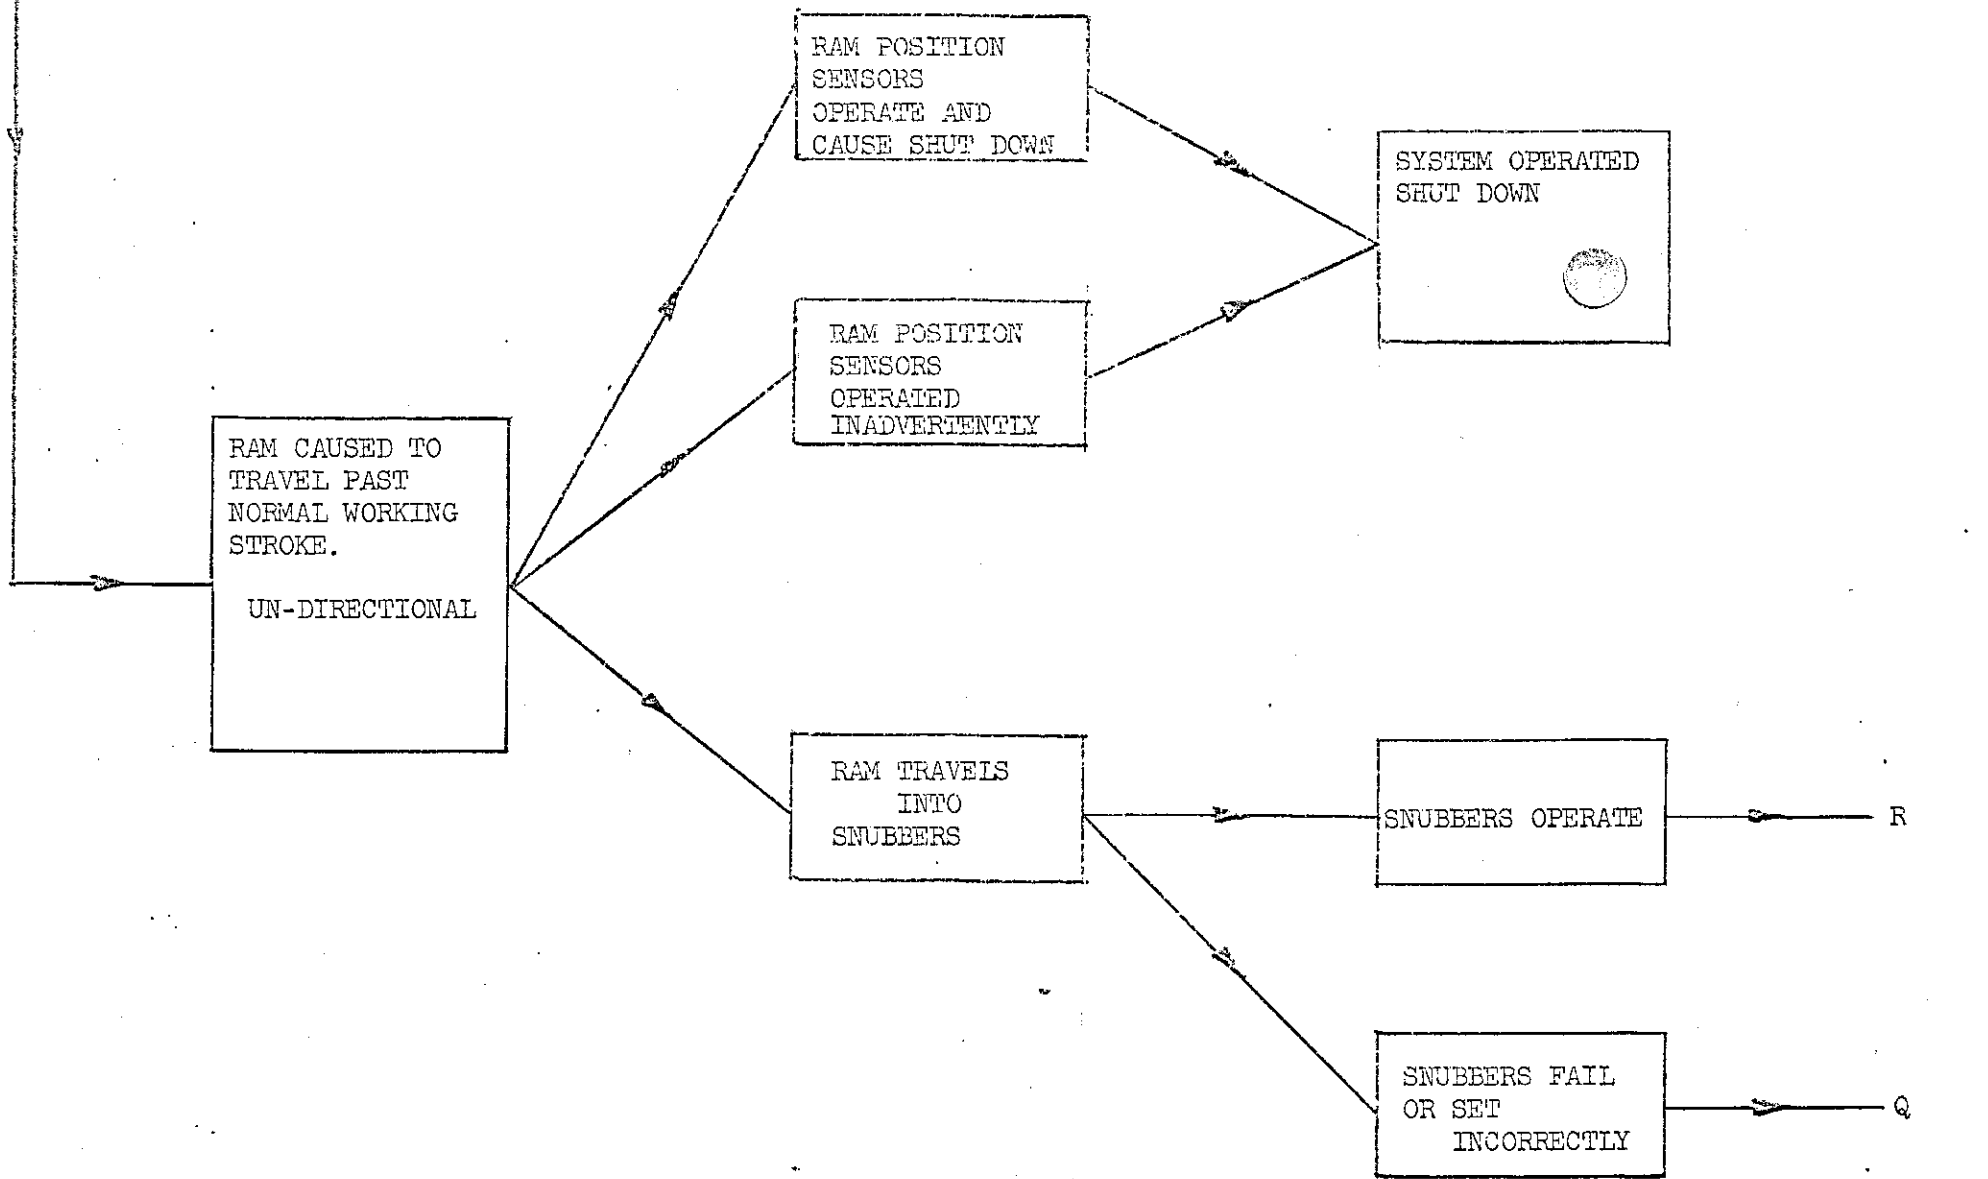 RAM POSITION
SENSORS
OPERATE AND
CAUSE SHUT DOWN
SYSTEM OPERATED
SHUT DOWN
RAM POSITION
SENSORS
OPERATED
INADVERTENTLY
RAM CAUSED TO
TRAVEL PAST
NORMAL WORKING
STROKE.
UN-DIRECTIONAL
RAM TRAVELS
INTO
SNUBBERS
SNUBBERS OPERATE
R
SNUBBERS FAIL
OR SET
INCORRECTLY
Q